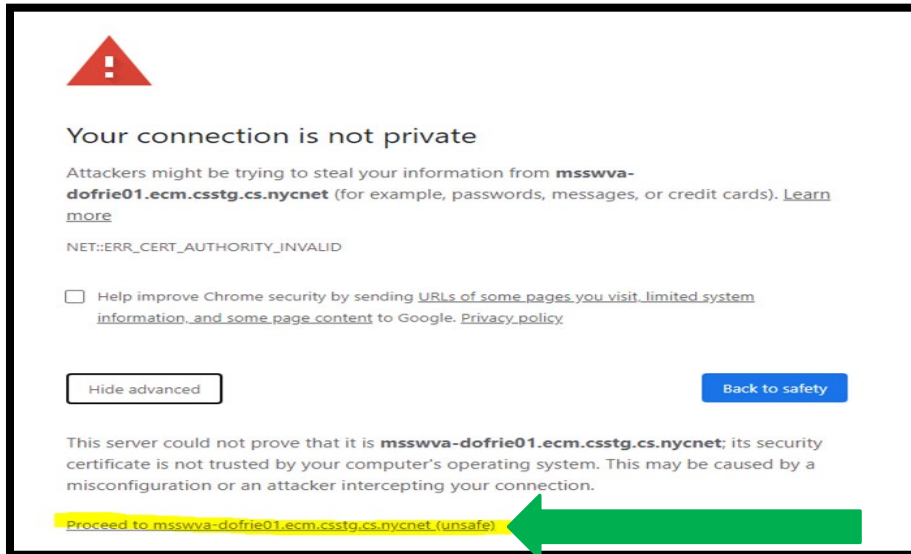 Your connection is not private
Attackers might be trying to steal your information from msswva-
dofrie01.ecm.csstg.cs.nycnet (for example, passwords, messages, or credit cards). Learn
more
NET::ERR_CERT_AUTHORITY_INVALID
Help improve Chrome security by sending URLs of some pages you visit, limited system
information, and some page content to Google. Privacy policy
Hide advanced
Back to safety
This server could not prove that it is msswva-dofrie01.ecm.csstg.cs.nycnet; its security
certificate is not trusted by your computer's operating system. This may be caused by a
misconfiguration or an attacker intercepting your connection.
Proceed to msswva-dofrie01.ecm.csstg.cs.nycnet (unsafe)